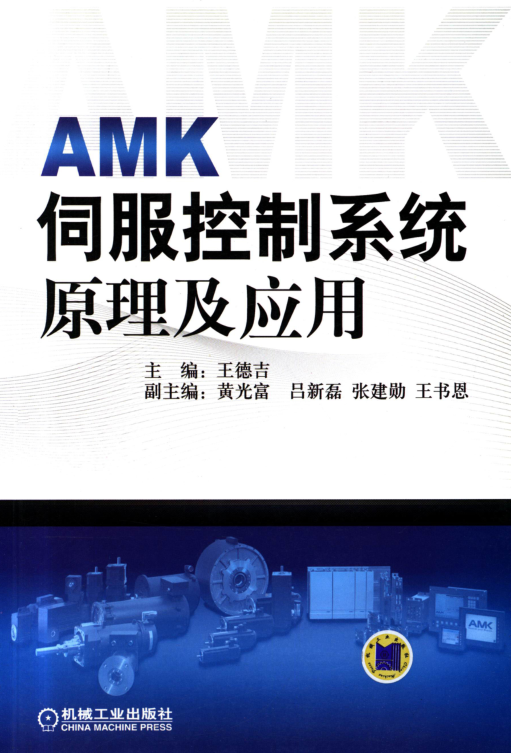 AMK
AMK
伺服控制系统
原理及应用
主 编：王德吉
副主编：黄光富 吕新磊 张建勋 王书恩
AMK
机械工业出版社
CHINA MACHINE PRESS